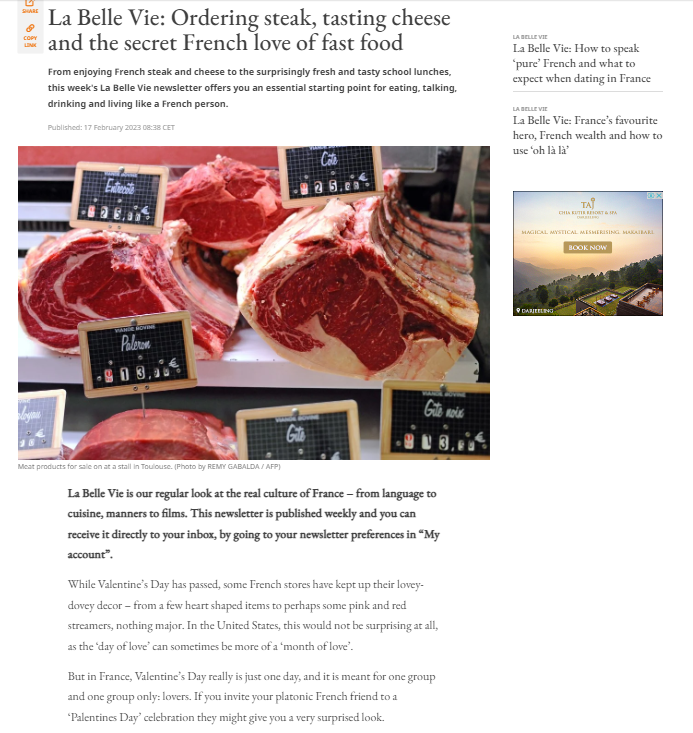 SHARE
COPY
LINK
La Belle Vie: Ordering steak, tasting cheese
and the secret French love of fast food
From enjoying French steak and cheese to the surprisingly fresh and tasty school lunches,
this week's La Belle Vie newsletter offers you an essential starting point for eating, talking,
drinking and living like a French person.
Published: 17 February 2023 08:38 CET
Entrecote
Côte
VIANDE BOVINE
Paleron
€
VIANDE BOVINE
Gîte
VIANDE BOVINE
Gîte noix
€
Meat products for sale on at a stall in Toulouse. (Photo by REMY GABALDA / AFP)
La Belle Vie is our regular look at the real culture of France – from language to
cuisine, manners to films. This newsletter is published weekly and you can
receive it directly to your inbox, by going to your newsletter preferences in “My
account”.
While Valentine’s Day has passed, some French stores have kept up their lovey-
dovey decor – from a few heart shaped items to perhaps some pink and red
streamers, nothing major. In the United States, this would not be surprising at all,
as the ‘day of love’ can sometimes be more of a ‘month of love’.
But in France, Valentine’s Day really is just one day, and it is meant for one group
and one group only: lovers. If you invite your platonic French friend to a
‘Palentines Day’ celebration they might give you a very surprised look.
LA BELLE VIE
La Belle Vie: How to speak
‘pure’ French and what to
expect when dating in France
LA BELLE VIE
La Belle Vie: France’s favourite
hero, French wealth and how to
use ‘oh là là’
TAJ
CHIA KUTIR RESORT & SPA
MAGICAL. MYSTICAL. MESMERISING. MAKAIBARI.
BOOK NOW
DARJEELING